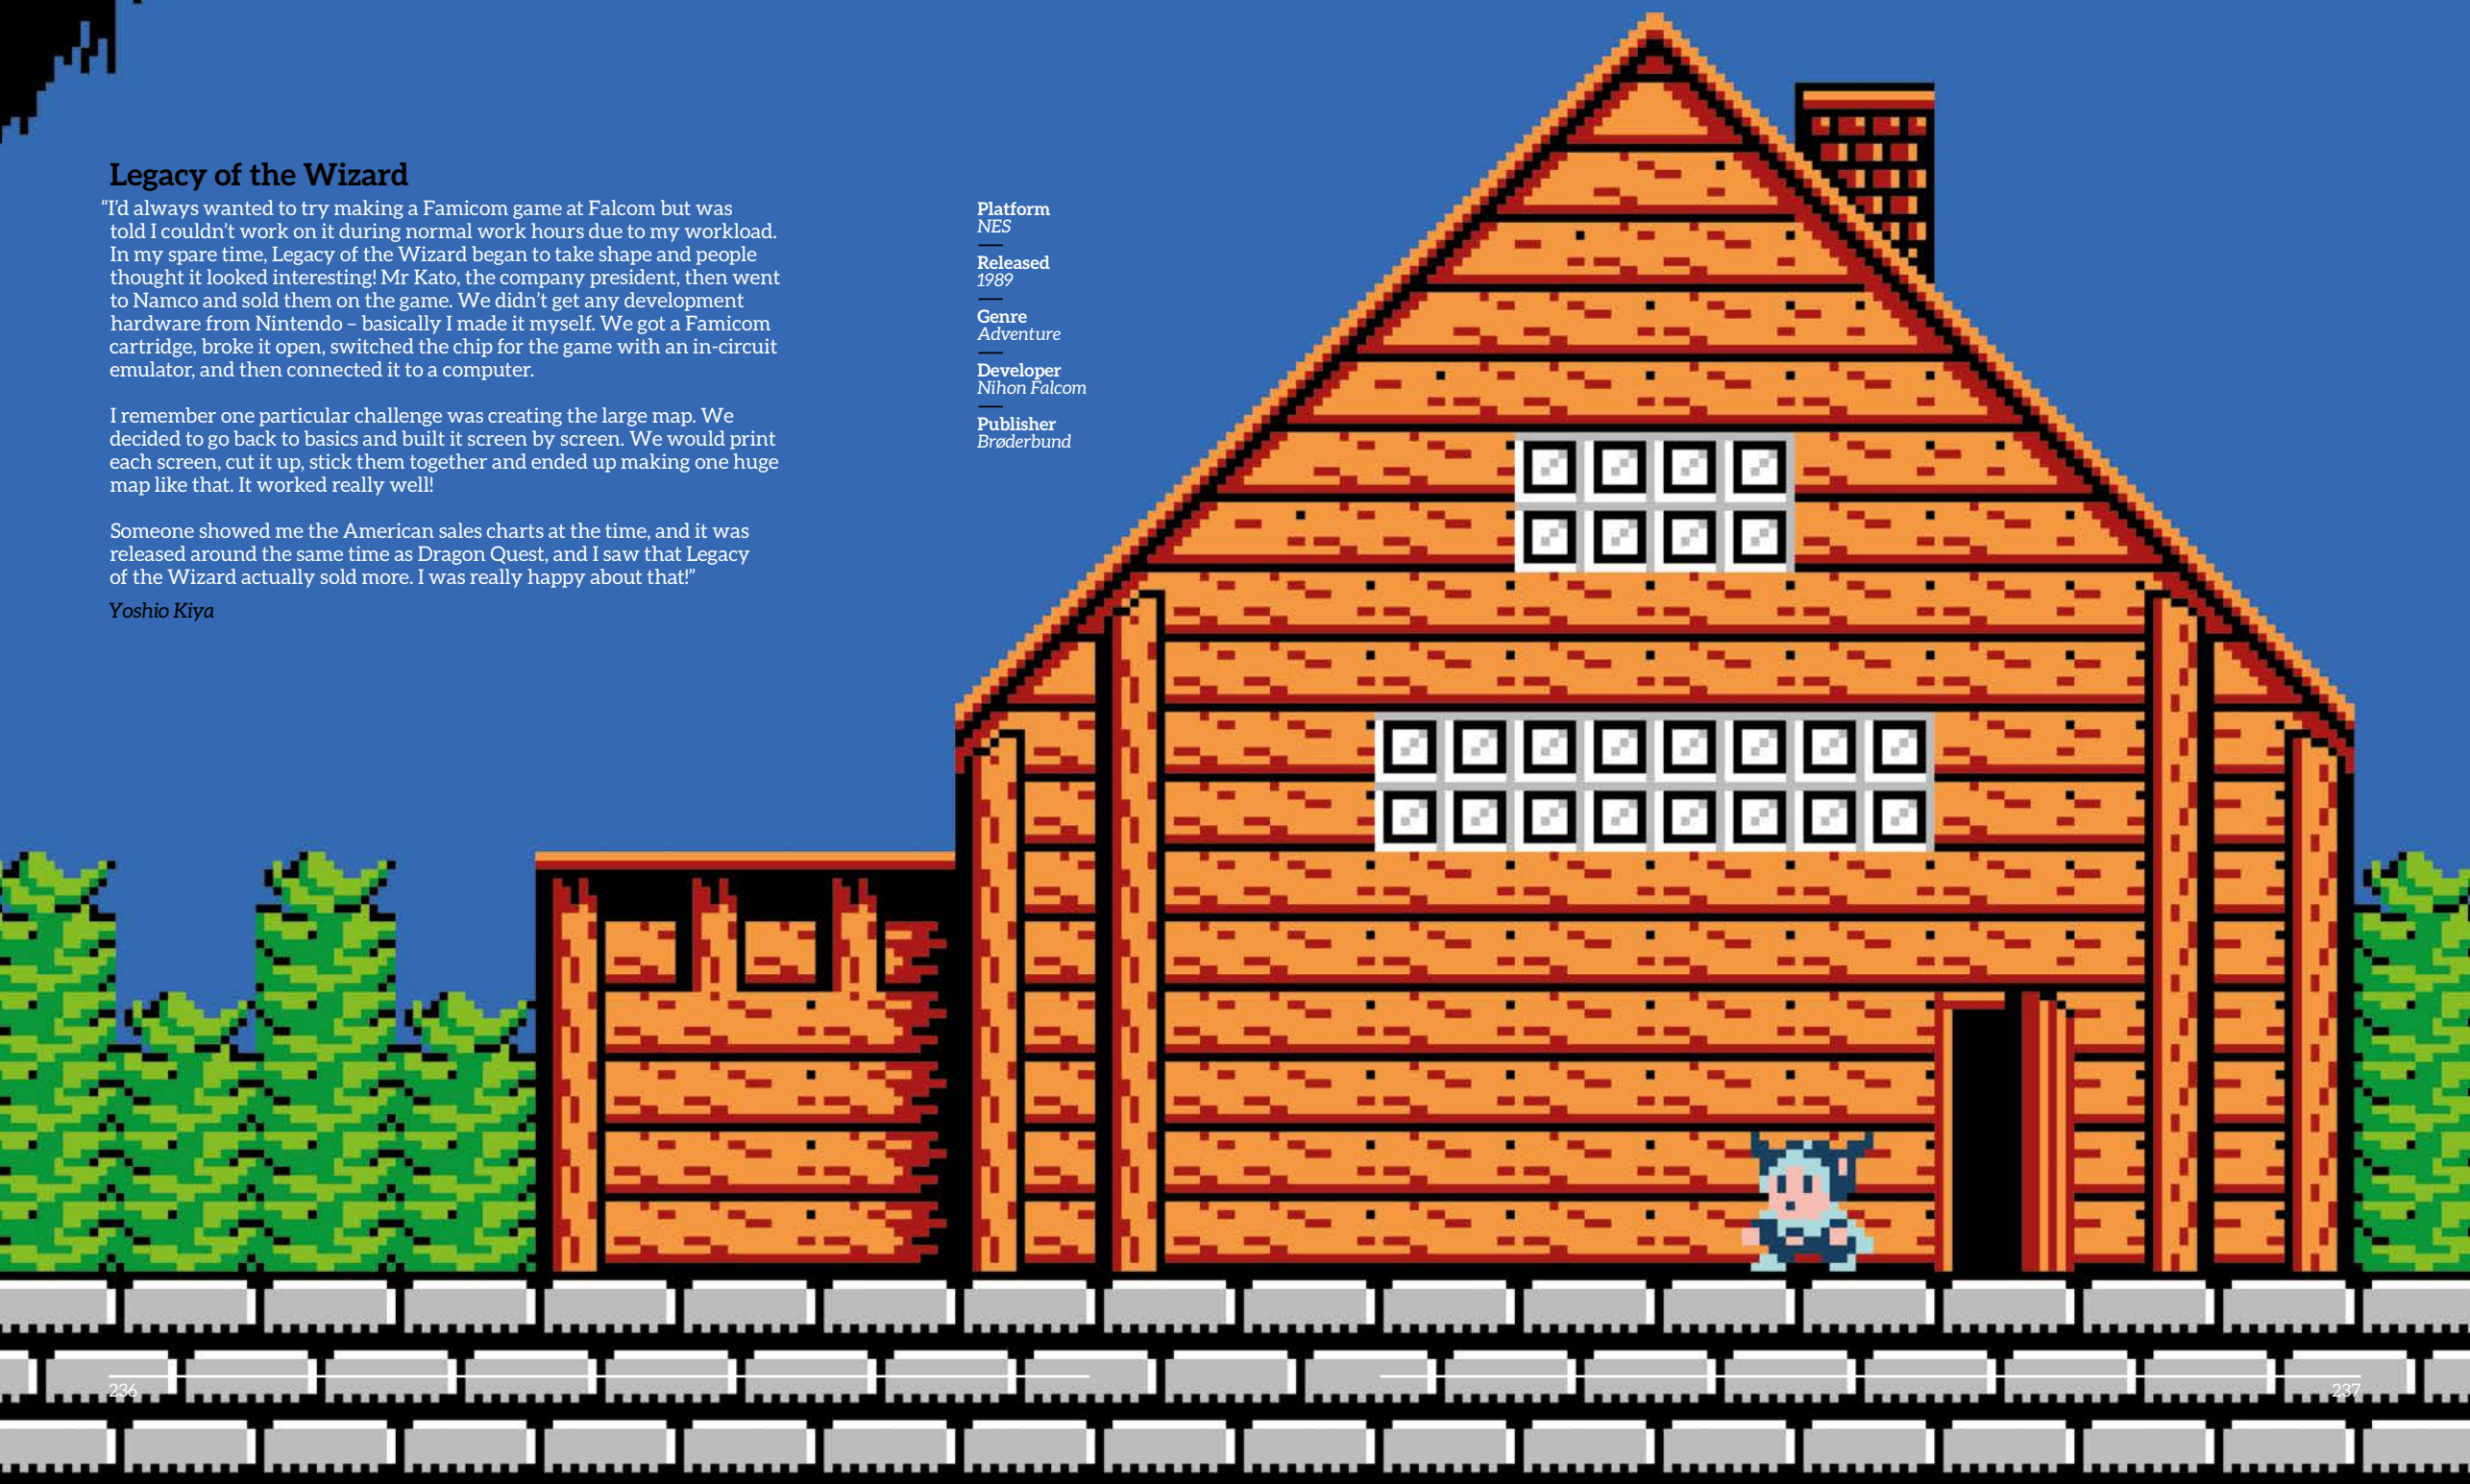 Legacy of the Wizard
“I’d always wanted to try making a Famicom game at Falcom but was
told I couldn’t work on it during normal work hours due to my workload.
In my spare time, Legacy of the Wizard began to take shape and people
thought it looked interesting! Mr Kato, the company president, then went
to Namco and sold them on the game. We didn’t get any development
hardware from Nintendo – basically I made it myself. We got a Famicom
cartridge, broke it open, switched the chip for the game with an in-circuit
emulator, and then connected it to a computer.
I remember one particular challenge was creating the large map. We
decided to go back to basics and built it screen by screen. We would print
each screen, cut it up, stick them together and ended up making one huge
map like that. It worked really well!
Someone showed me the American sales charts at the time, and it was
released around the same time as Dragon Quest, and I saw that Legacy
of the Wizard actually sold more. I was really happy about that!”
Yoshio Kiya
Platform
NES
Released
1989
Genre
Adventure
Developer
Nihon Falcom
Publisher
Brøderbund
236
237